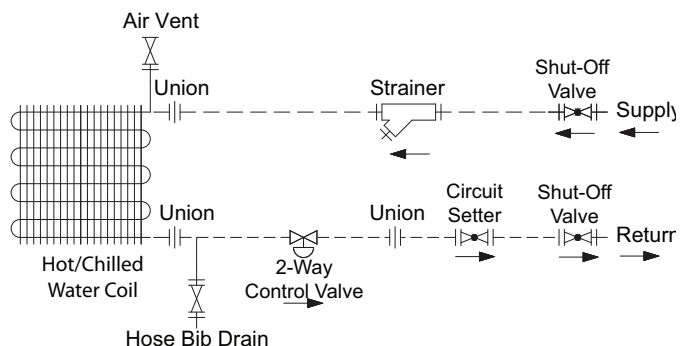 Air Vent
Union
Strainer
Shut-Off
Valve
Supply
Union
Union
Circuit
Setter
Shut-Off
Valve
Return
Hot/Chilled
Water Coil
2-Way
Control Valve
Hose Bib Drain